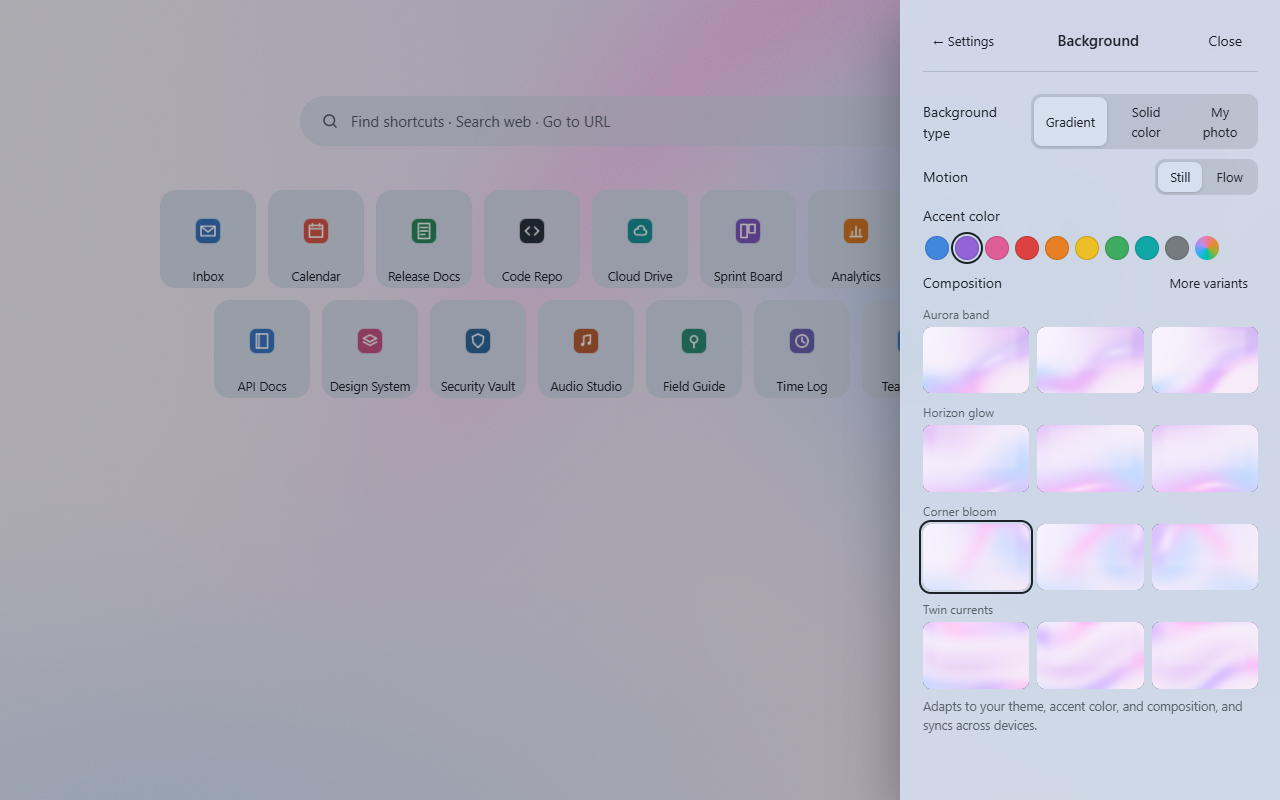 ← Settings
Background
Close
Find shortcuts · Search web · Go to URL
Background
type
Gradient
Solid
color
My
photo
Motion
Still
Flow
Accent color
Composition
More variants
Aurora band
Horizon glow
Corner bloom
Twin currents
Adapts to your theme, accent color, and composition, and
syncs across devices.
Inbox
Calendar
Release Docs
Code Repo
Cloud Drive
Sprint Board
Analytics
API Docs
Design System
Security Vault
Audio Studio
Field Guide
Time Log